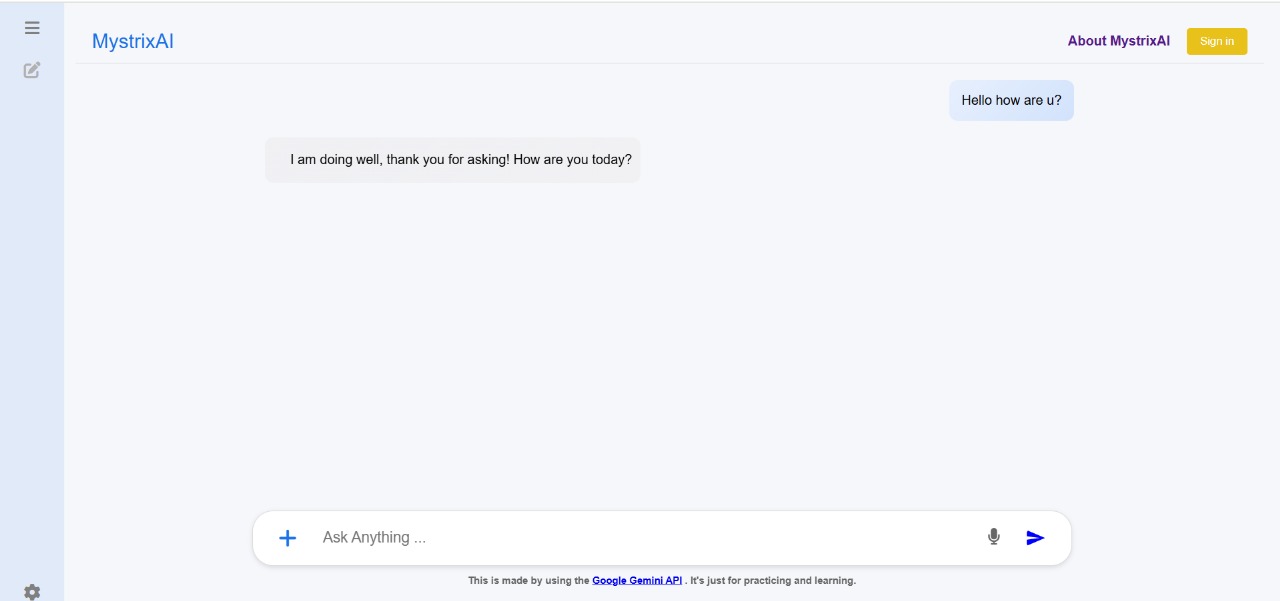 MystrixAI
About MystrixAI
Sign in
Hello how are u?
I am doing well, thank you for asking! How are you today?
Ask Anything ...
This is made by using the Google Gemini API . It's just for practicing and learning.